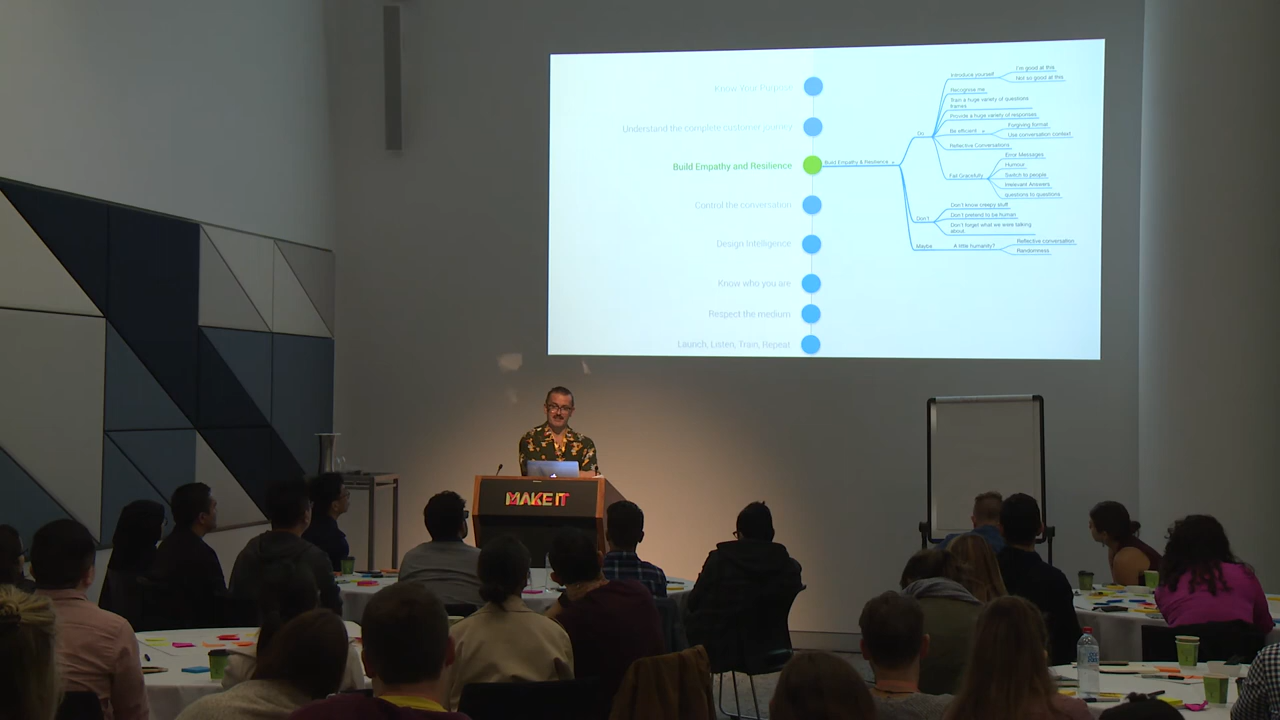 Know Your Purpose
Understand the complete customer journey
Build Empathy and Resilience
Control the conversation
Design Intelligence
Know who you are
Respect the medium
Launch, Listen, Train, Repeat.
Build Empathy & Resilience
Do
Introduce yourself
I'm good at this
Not so good at this
Recognise me
Train a huge variety of questions
frames
Provide a huge variety of responses
Be efficient
Forgiving format
Use conversation context
Reflective Conversations
Fail Gracefully
Error Messages
Humour
Switch to people
Irrelevant Answers
questions to questions
Don't
Don't know creepy stuff
Don't pretend to be human
Don't forget what we were talking
about
Maybe
A little humanity?
Reflective conversation
Randomness
MAKE IT